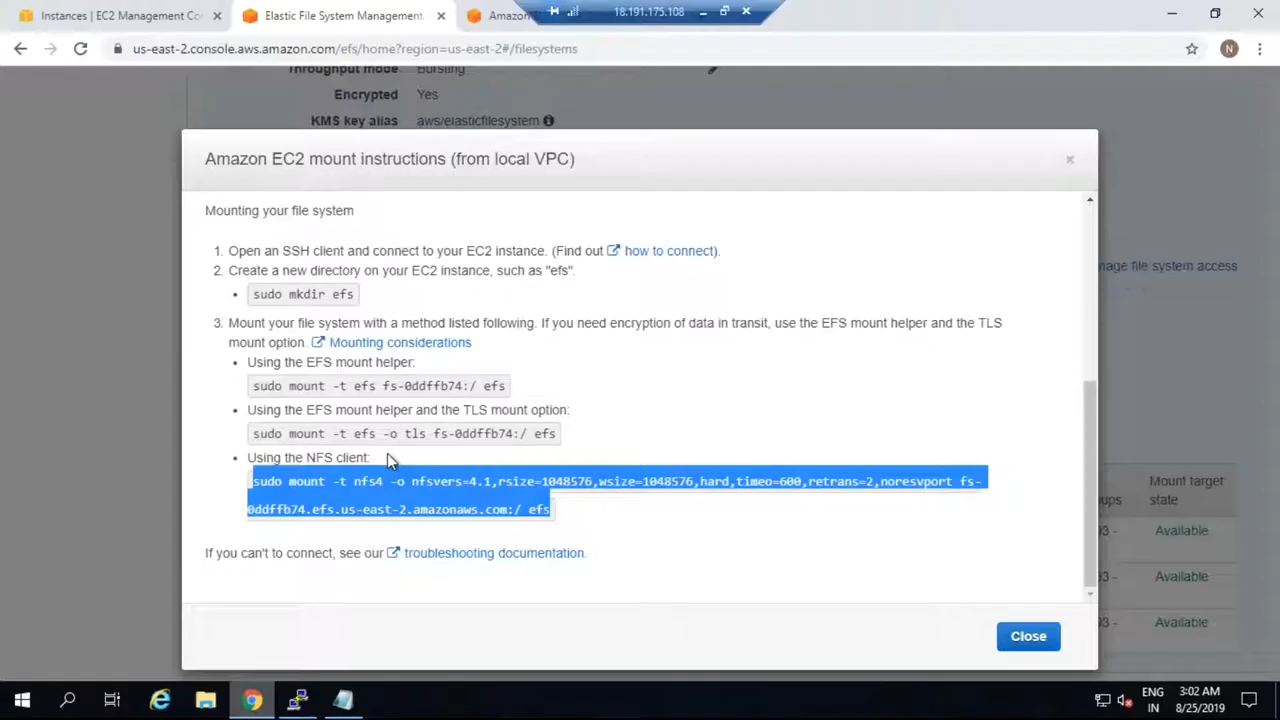 Instances | EC2 Management Co
Elastic File System Management
Amazon
18.191.175.108
us-east-2.console.aws.amazon.com/efs/home?region=us-east-2#/filesystems
N
Throughput mode Bursting
Encrypted Yes
KMS key alias aws/elasticfilesystem
Amazon EC2 mount instructions (from local VPC)
×
Mounting your file system
1. Open an SSH client and connect to your EC2 instance. (Find out how to connect).
2. Create a new directory on your EC2 instance, such as "efs".
• sudo mkdir efs
nage file system access
3. Mount your file system with a method listed following. If you need encryption of data in transit, use the EFS mount helper and the TLS
mount option. Mounting considerations
• Using the EFS mount helper:
sudo mount -t efs fs-0ddffb74:/ efs
• Using the EFS mount helper and the TLS mount option:
sudo mount -t efs -o tls fs-0ddffb74:/ efs
• Using the NFS client:
sudo mount -t nfs4 -o nfsvers=4.1,rsize=1048576,wsize=1048576,hard,timeo=600,retrans=2,noresvport fs-
0ddffb74.efs.us-east-2.amazonaws.com:/ efs
If you can't to connect, see our troubleshooting documentation.
ups
Mount target
state
93 - Available
93 - Available
93 - Available
Close
ENG
IN
3:02 AM
8/25/2019